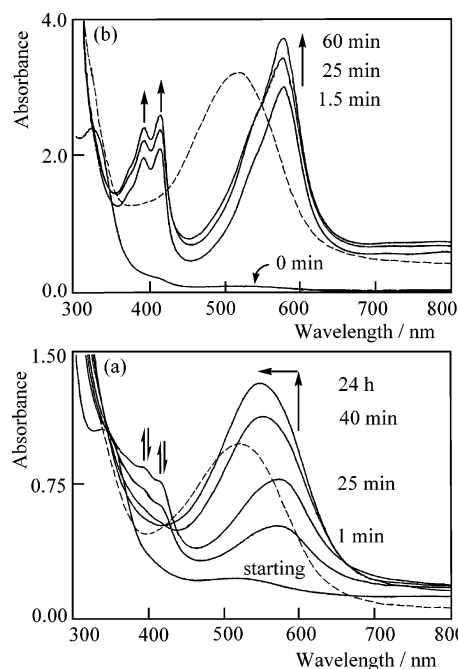 (b)
Absorbance
4.0
2.0
0.0
60 min
25 min
1.5 min
0 min
300 400 500 600 700 800
Wavelength / nm
(a)
Absorbance
1.50
0.75
0.00
24 h
40 min
25 min
1 min
starting
300 400 500 600 700 800
Wavelength / nm